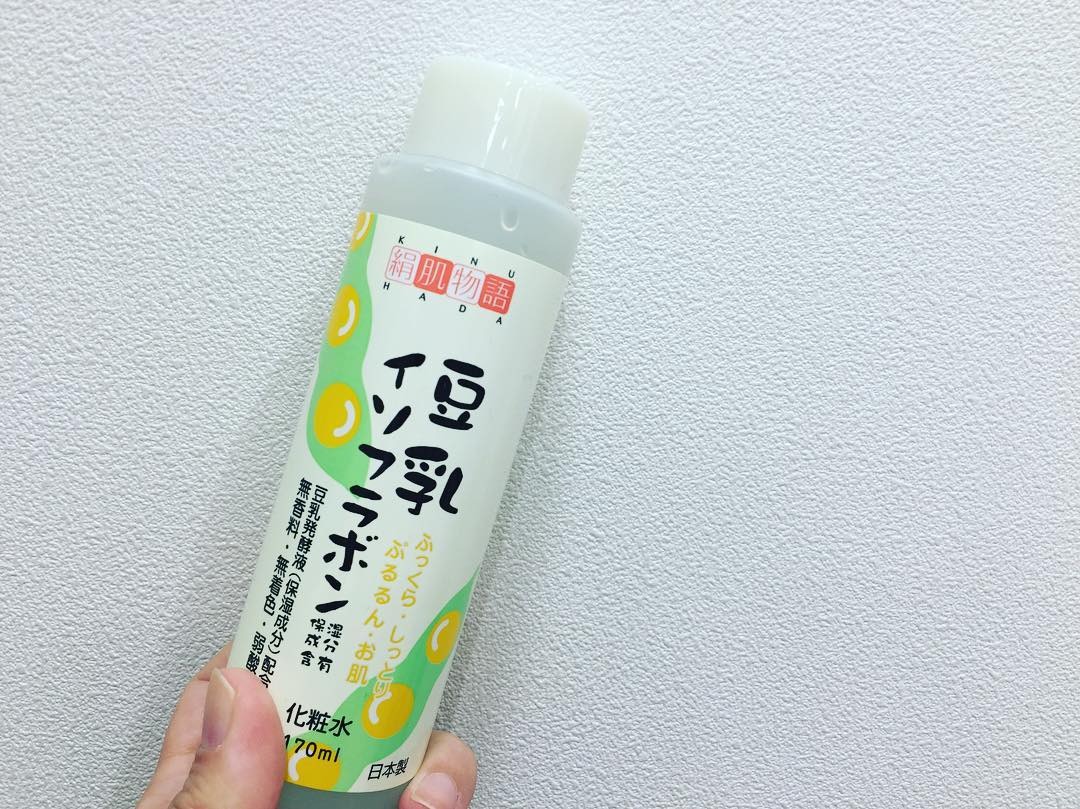 KINU
絹肌物語
HADA
豆乳
イソフラボン
保湿
成分
含有
ふっくら・しっとり
ぷるるん・お肌
豆乳発酵液(保湿成分)配合
無香料・無着色・弱酸
化粧水
170ml
日本製